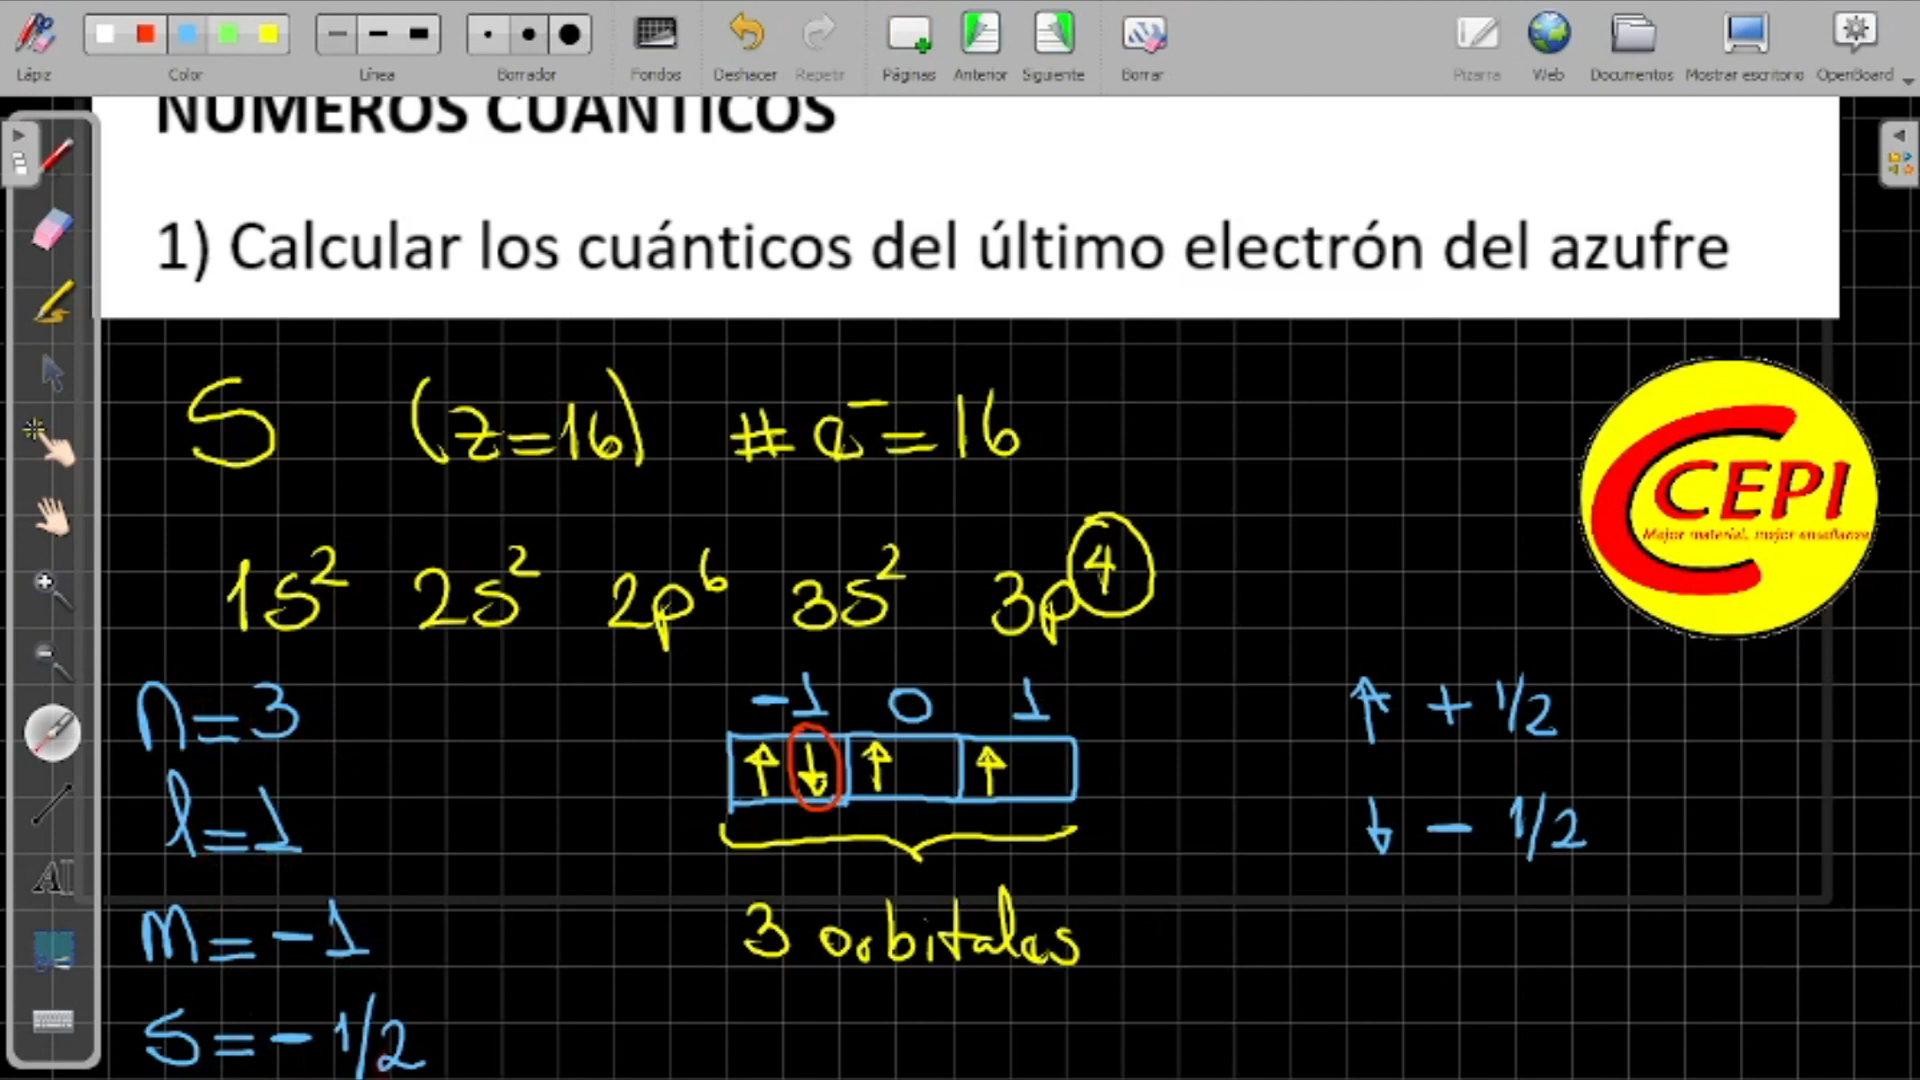 Lápiz Color Línea Borrador Fondos Deshacer Repetir Páginas Anterior Siguiente Borrar Pizarra Web Documentos Mostrar escritorio OpenBoard
NÚMEROS CUÁNTICOS
1) Calcular los cuánticos del último electrón del azufre
S (z=16) # e⁻ = 16
CEPI
Mejor material, mejor enseñanza
1s² 2s² 2p⁶ 3s² 3p⁴
n=3
-1 0 1
↑ + 1/2
↑ ↓ ↑ ↑
l=1
↓ - 1/2
m=-1
3 orbitales
s=-1/2